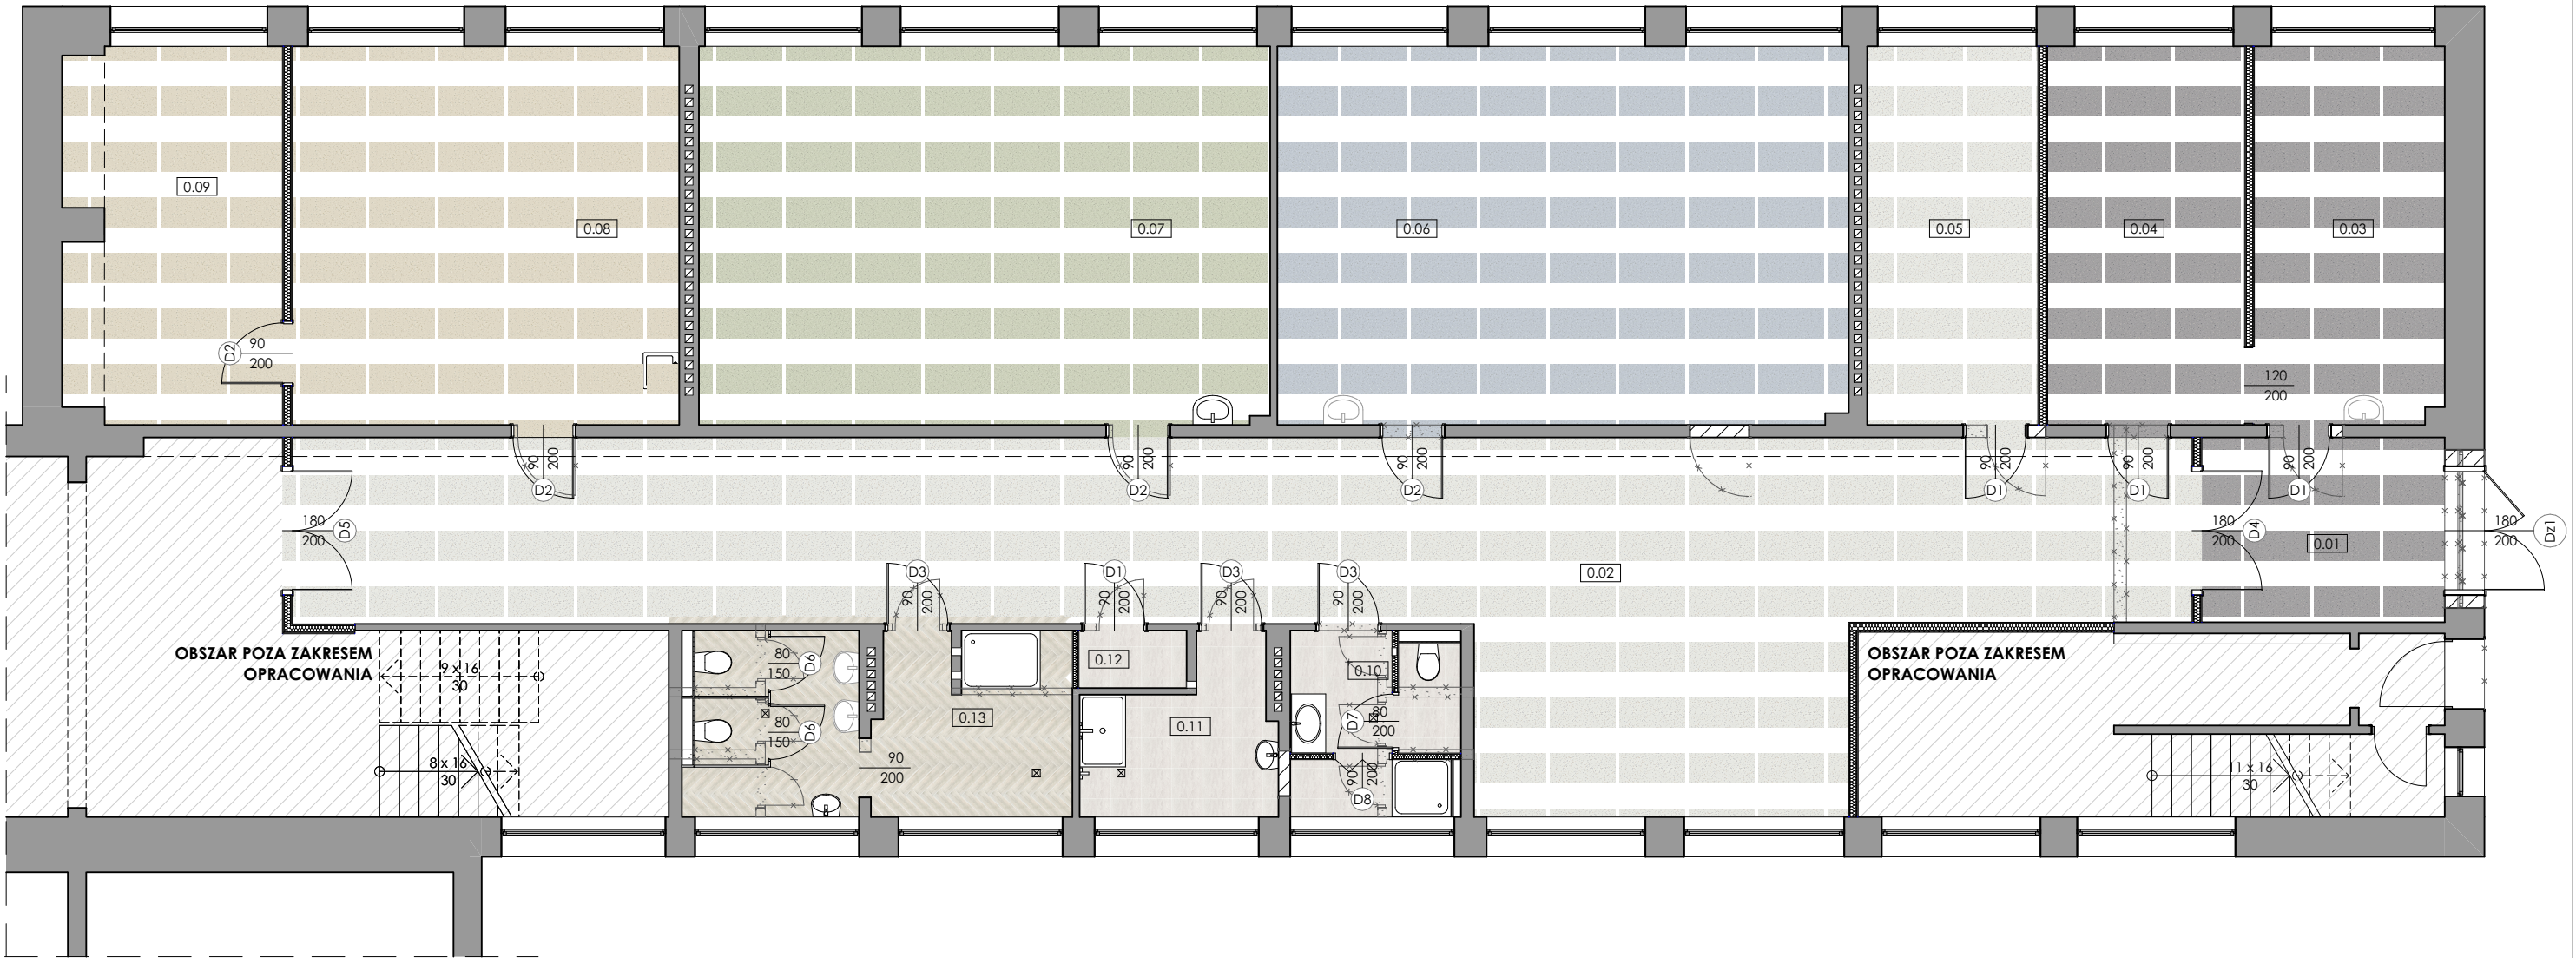 0.09
0.08
0.07
0.06
0.05
0.04
0.03
D2
90
200
120
200
90
200
D2
90
200
D2
90
200
D2
90
200
D1
90
200
D1
90
200
D1
180
200
D5
180
200
D4
0.01
180
200
Dz1
D3
90
200
D1
90
200
D3
90
200
D3
90
200
0.02
OBSZAR POZA ZAKRESEM
OPRACOWANIA
9 x 16
30
8 x 16
30
80
150
D6
80
150
D6
90
200
0.13
0.12
0.11
0.10
D7
80
200
90
200
D8
OBSZAR POZA ZAKRESEM
OPRACOWANIA
11 x 16
30